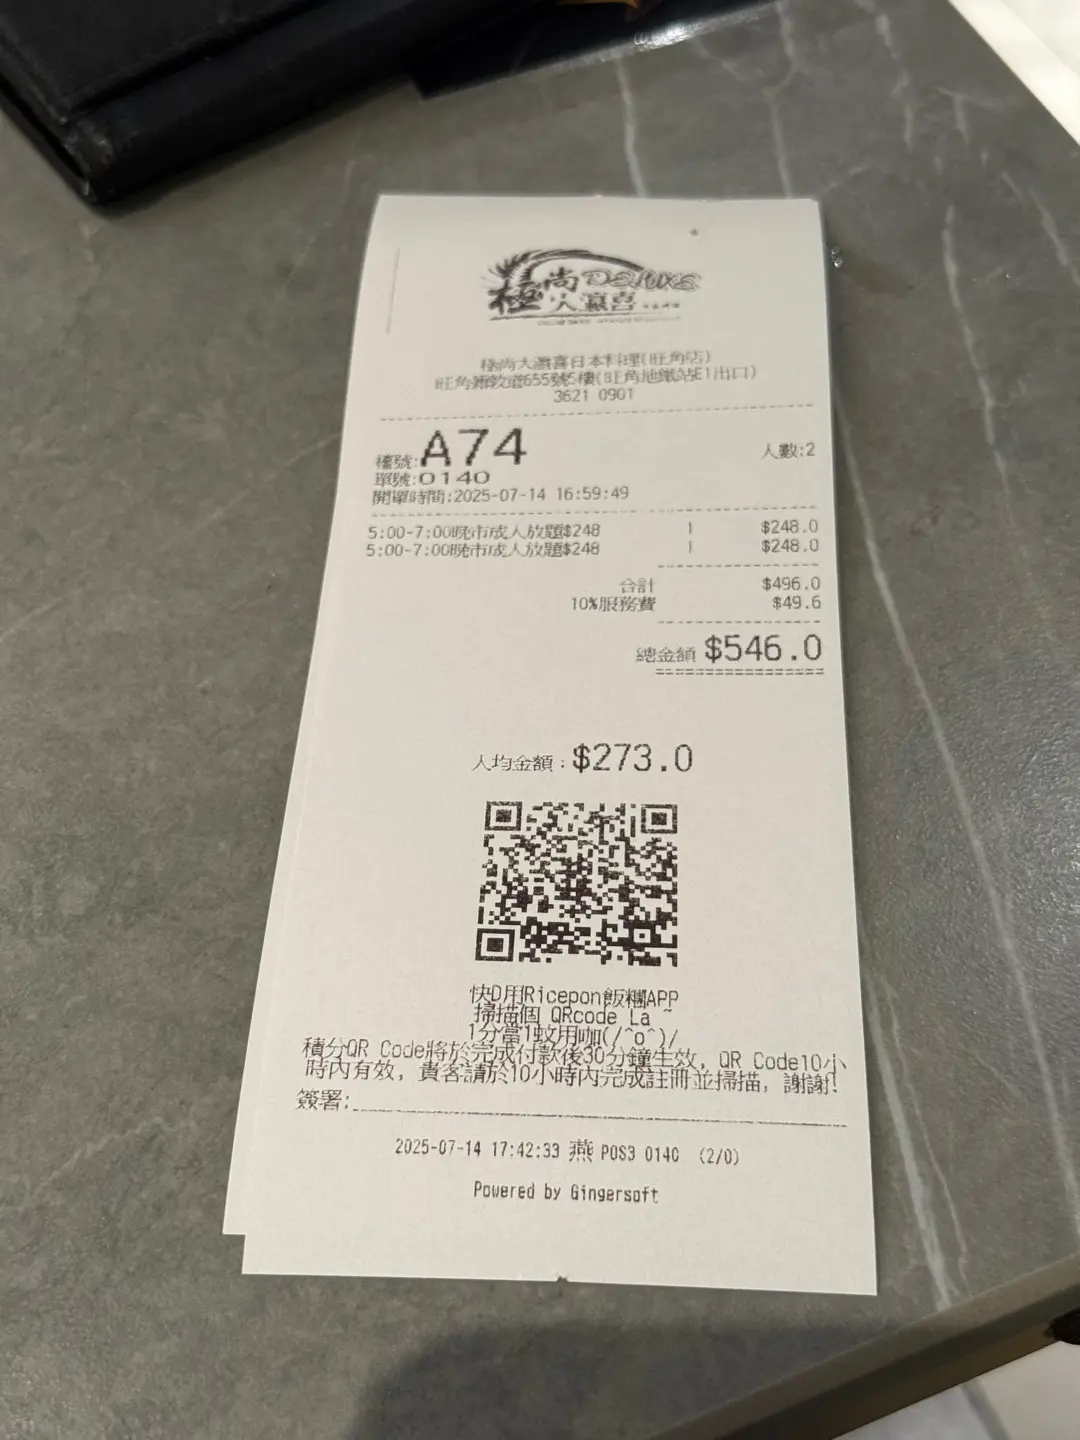 極尚DELUXE
大瀛喜
極尚大瀛喜日本料理(旺角店)
旺角彌敦道655號5樓(旺角地鐵站E1出口)
3621 0901
檯號:A74 人數:2
單號:0140
開單時間:2025-07-14 16:59:49
5:00-7:00晚市成人放題$248 1 $248.0
5:00-7:00晚市成人放題$248 1 $248.0
合計 $496.0
10%服務費 $49.6
總金額 $546.0
人均金額:$273.0
快D用Ricepon飯糰APP
掃描個 QRcode La ~
1分當1蚊用咖(/^o^)/
積分QR Code將於完成付款後30分鐘生效, QR Code10小
時內有效, 貴客請於10小時內完成註冊並掃描, 謝謝!
簽署:
2025-07-14 17:42:33 燕 POS3 0140 (2/0)
Powered by Gingersoft